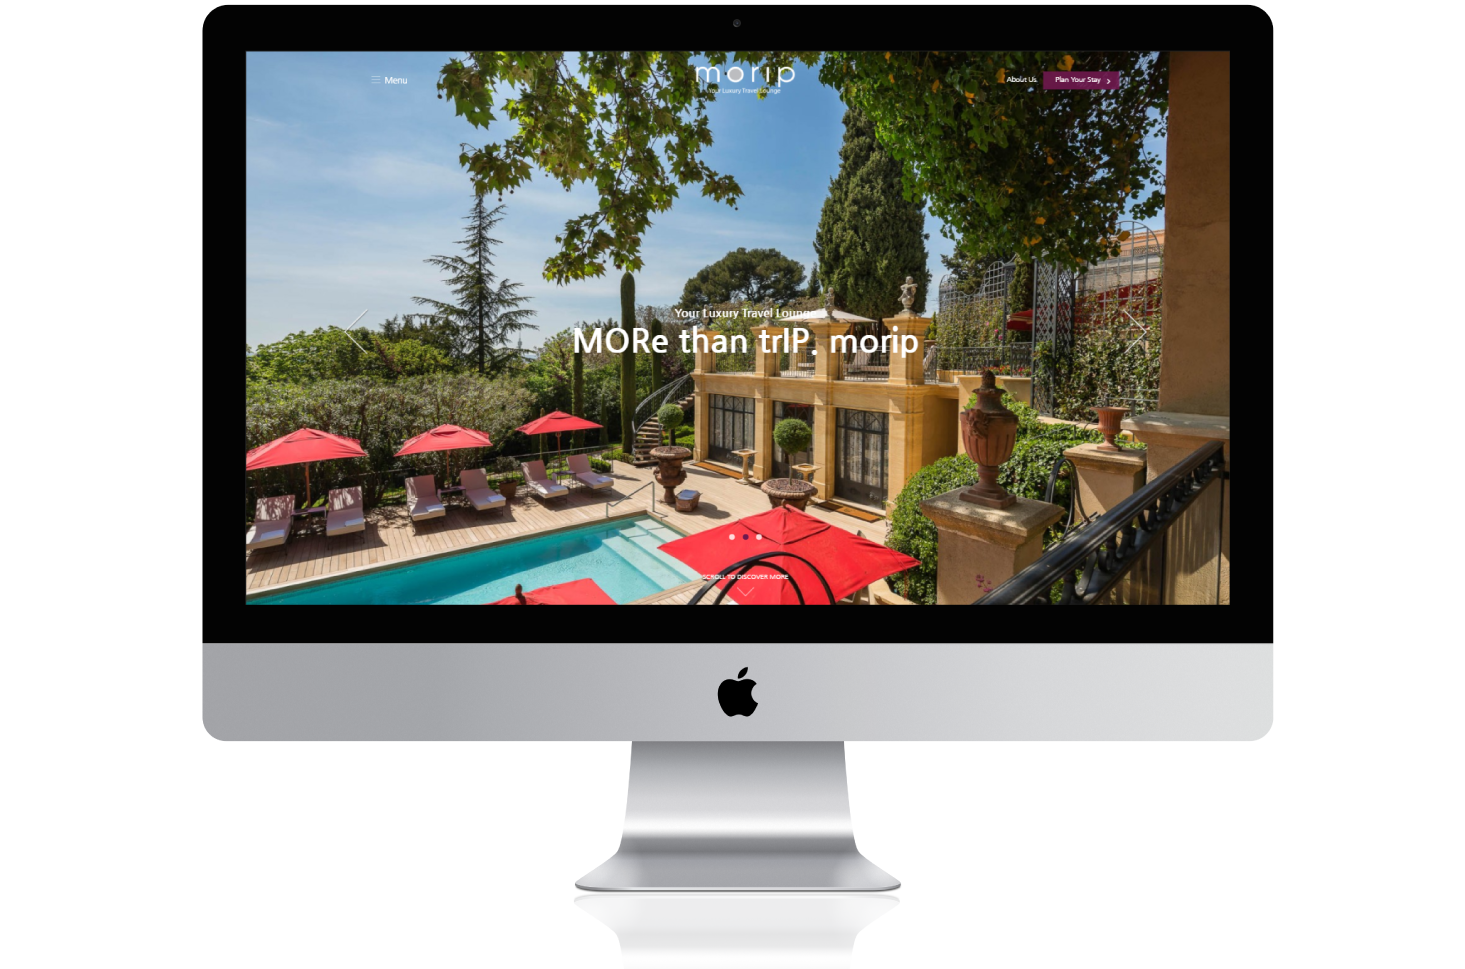 Menu
morip
Your Luxury Travel Lounge
About Us
Plan Your Stay
Your Luxury Travel Lounge
MORe than trIP. morip
SCROLL TO DISCOVER MORE